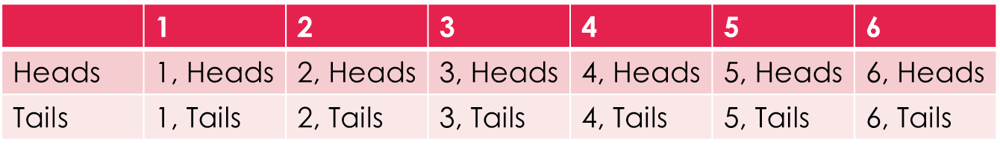 1 2 3 4 5 6
Heads 1, Heads 2, Heads 3, Heads 4, Heads 5, Heads 6, Heads
Tails 1, Tails 2, Tails 3, Tails 4, Tails 5, Tails 6, Tails